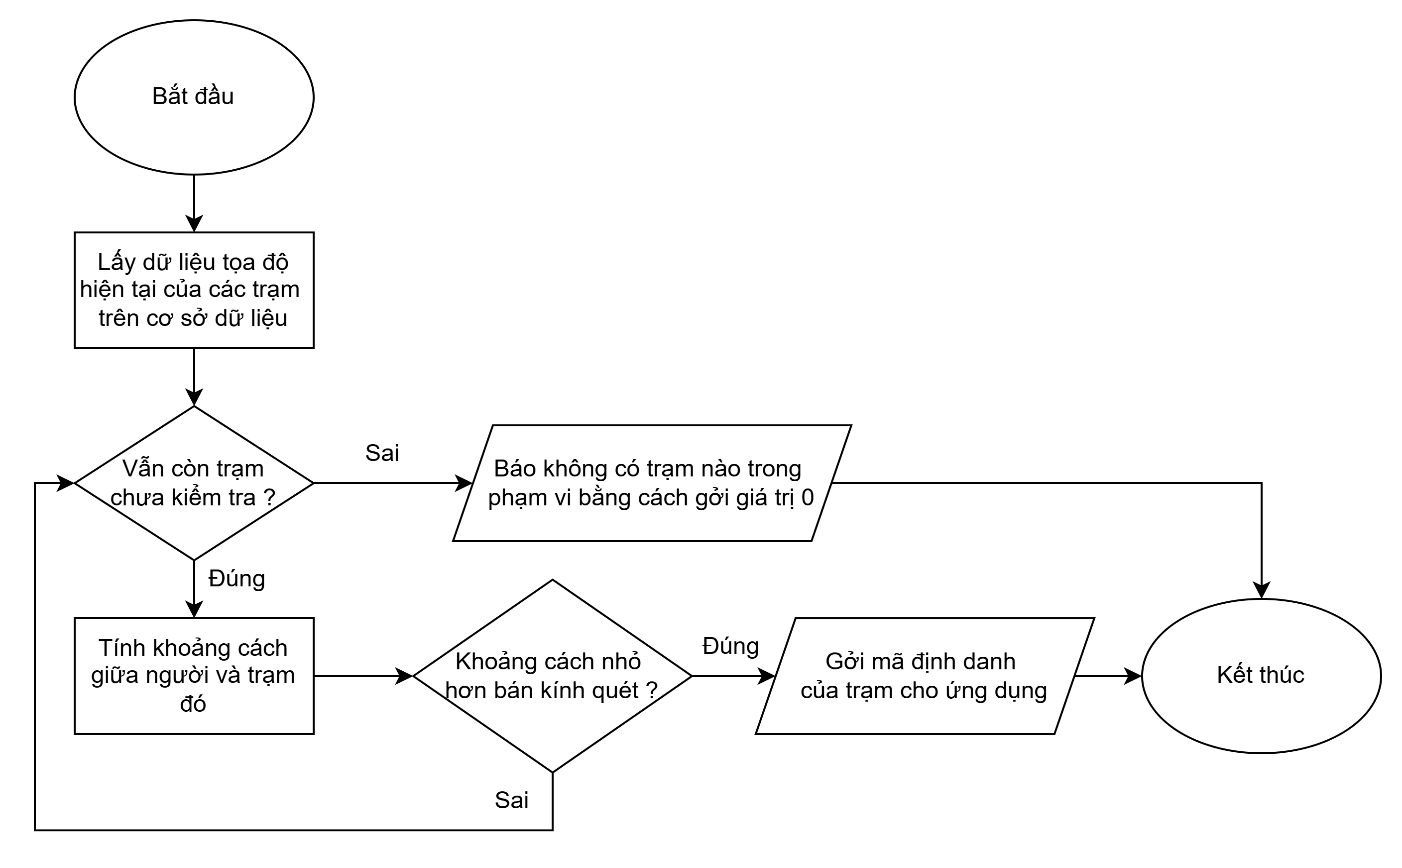 Bắt đầu
Lấy dữ liệu tọa độ
hiện tại của các trạm
trên cơ sở dữ liệu
Vẫn còn trạm
chưa kiểm tra ?
Sai
Báo không có trạm nào trong
phạm vi bằng cách gởi giá trị 0
Đúng
Tính khoảng cách
giữa người và trạm
đó
Khoảng cách nhỏ
hơn bán kính quét ?
Đúng
Gởi mã định danh
của trạm cho ứng dụng
Kết thúc
Sai